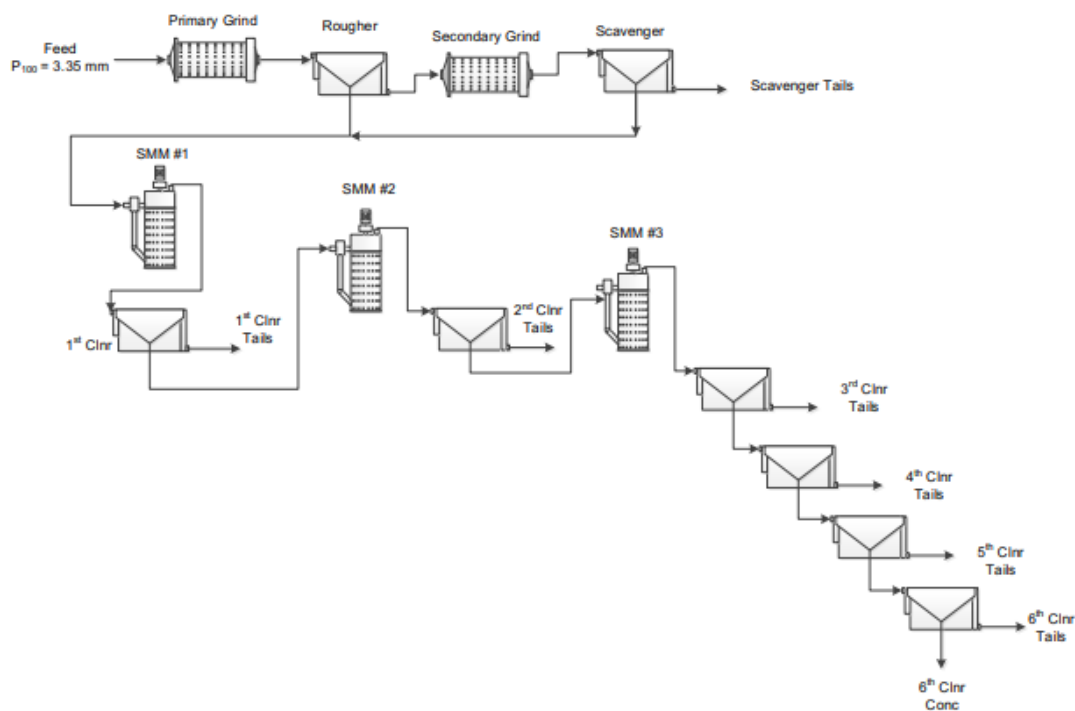 Primary Grind
Rougher
Secondary Grind
Scavenger
Feed
P₁₀₀ = 3.35 mm
Scavenger Tails
SMM #1
SMM #2
SMM #3
1ˢᵗ Clnr
1ˢᵗ Clnr
Tails
2ⁿᵈ Clnr
Tails
3ʳᵈ Clnr
Tails
4ᵗʰ Clnr
Tails
5ᵗʰ Clnr
Tails
6ᵗʰ Clnr
Tails
6ᵗʰ Clnr
Conc